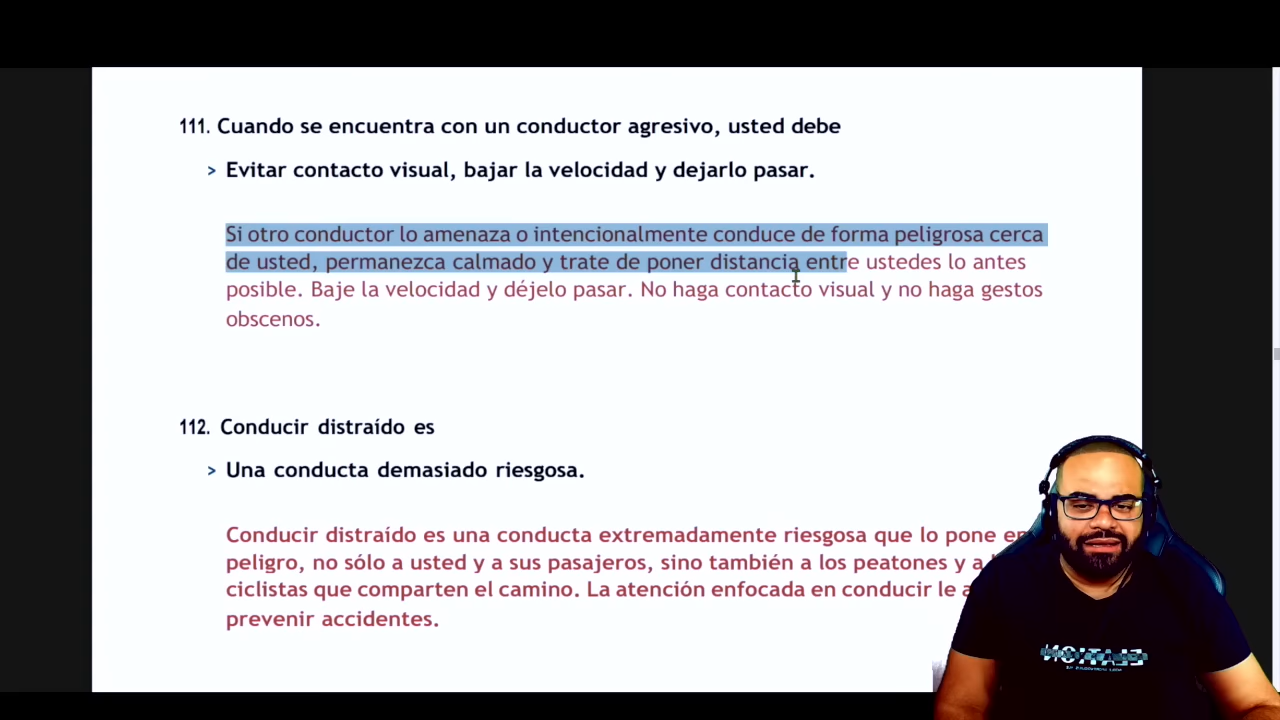 111. Cuando se encuentra con un conductor agresivo, usted debe
> Evitar contacto visual, bajar la velocidad y dejarlo pasar.
Si otro conductor lo amenaza o intencionalmente conduce de forma peligrosa cerca
de usted, permanezca calmado y trate de poner distancia entre ustedes lo antes
posible. Baje la velocidad y déjelo pasar. No haga contacto visual y no haga gestos
obscenos.
112. Conducir distraído es
> Una conducta demasiado riesgosa.
Conducir distraído es una conducta extremadamente riesgosa que lo pone en
peligro, no sólo a usted y a sus pasajeros, sino también a los peatones y a
ciclistas que comparten el camino. La atención enfocada en conducir le
prevenir accidentes.